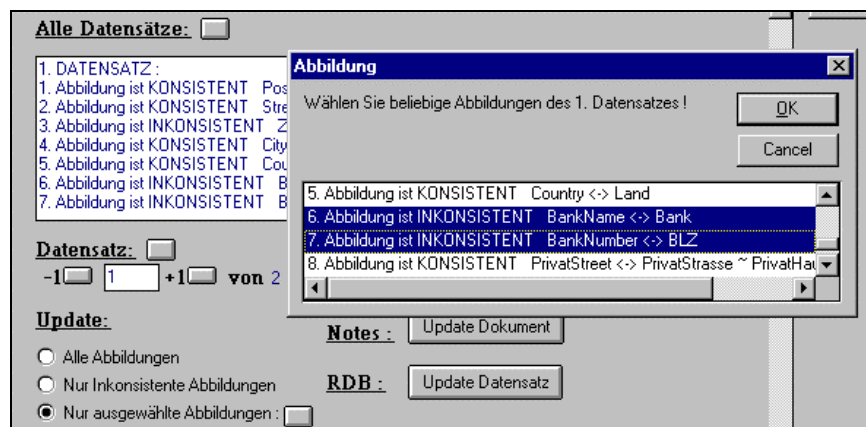 Alle Datensätze:
1. DATENSATZ :
1. Abbildung ist KONSISTENT Pos
2. Abbildung ist KONSISTENT Stre
3. Abbildung ist INKONSISTENT Z
4. Abbildung ist KONSISTENT City
5. Abbildung ist KONSISTENT Cou
6. Abbildung ist INKONSISTENT B
7. Abbildung ist INKONSISTENT B
Datensatz:
-1 1 +1 von 2
Update:
Alle Abbildungen
Nur Inkonsistente Abbildungen
Nur ausgewählte Abbildungen :
Notes : Update Dokument
RDB : Update Datensatz
Abbildung
Wählen Sie beliebige Abbildungen des 1. Datensatzes !
OK
Cancel
5. Abbildung ist KONSISTENT Country <-> Land
6. Abbildung ist INKONSISTENT BankName <-> Bank
7. Abbildung ist INKONSISTENT BankNumber <-> BLZ
8. Abbildung ist KONSISTENT PrivatStreet <-> PrivatStrasse ~ PrivatHau